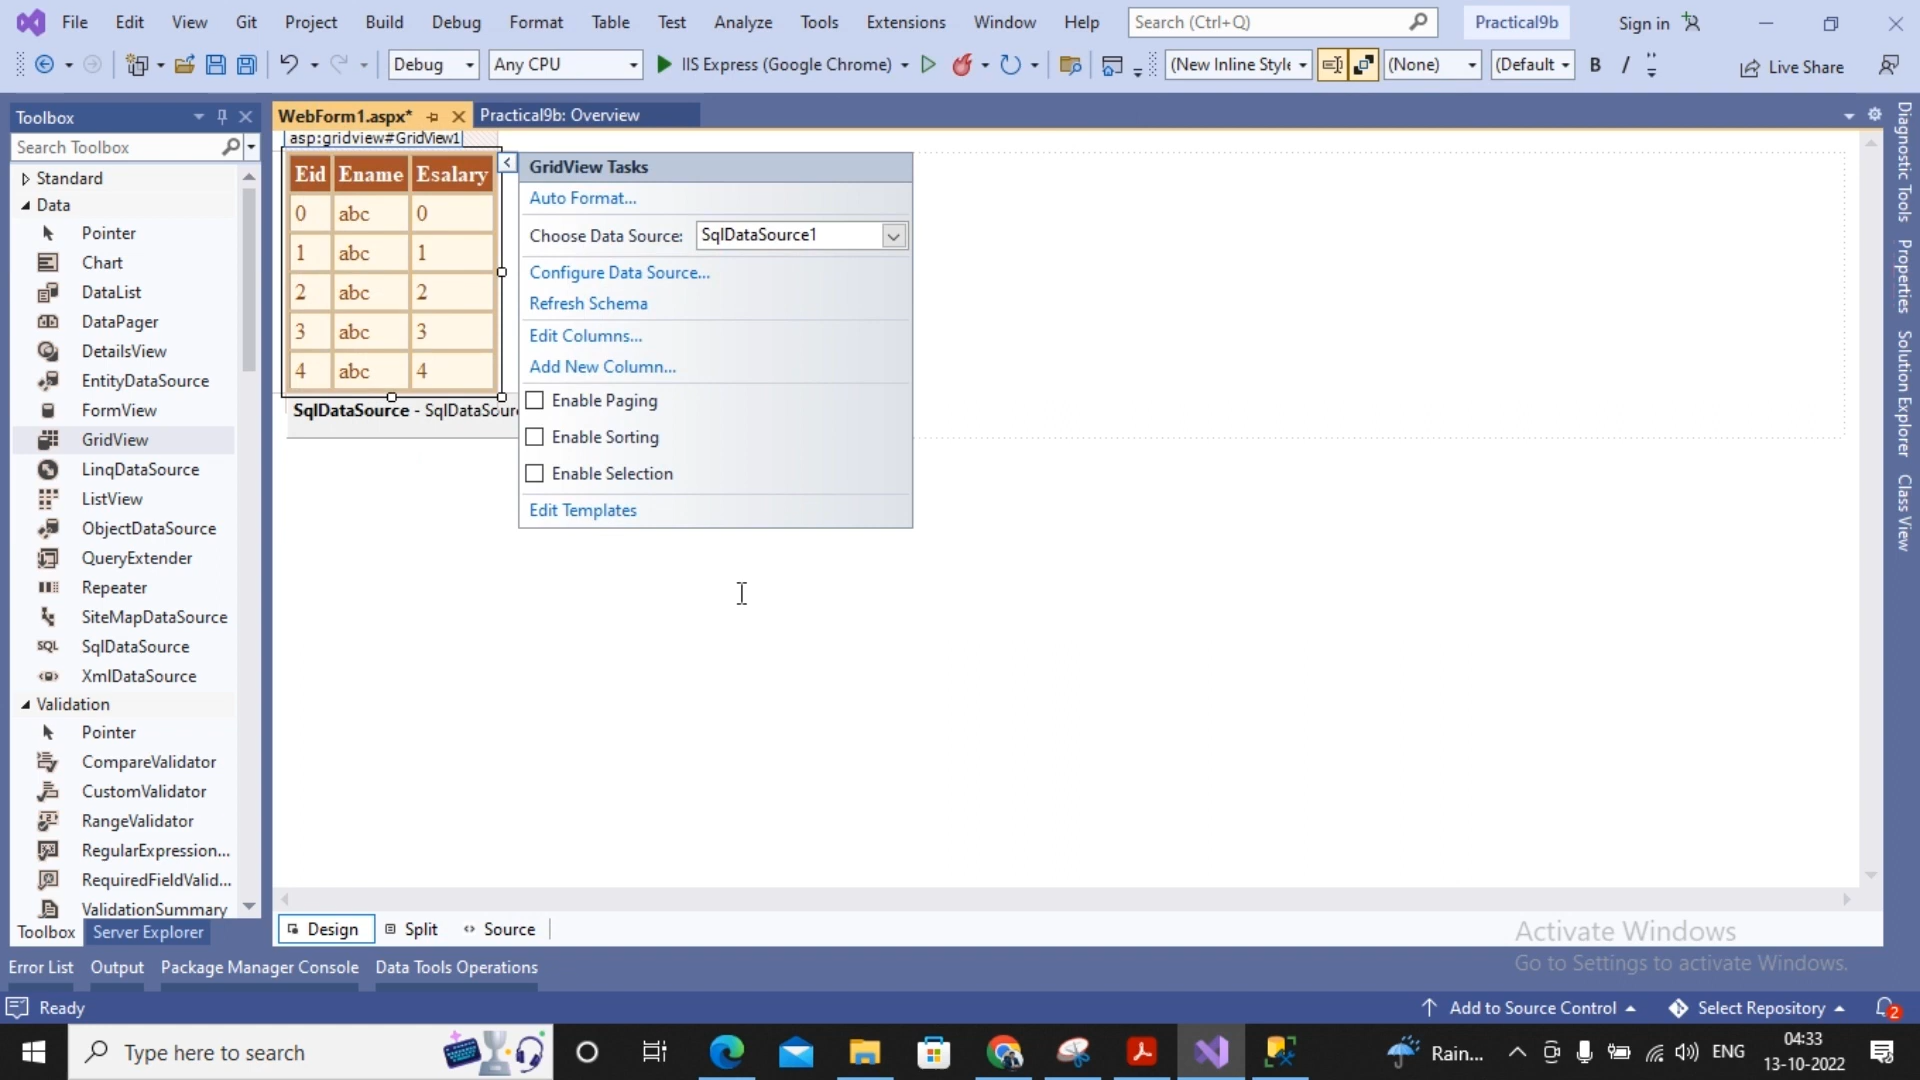 File Edit View Git Project Build Debug Format Table Test Analyze Tools Extensions Window Help Search (Ctrl+Q) Practical9b Sign in
Debug Any CPU IIS Express (Google Chrome) (New Inline Style (None) (Default B I Live Share
Toolbox
Search Toolbox
Standard
Data
Pointer
Chart
DataList
DataPager
DetailsView
EntityDataSource
FormView
GridView
LinqDataSource
ListView
ObjectDataSource
QueryExtender
Repeater
SiteMapDataSource
SQL SqlDataSource
XmlDataSource
Validation
Pointer
CompareValidator
CustomValidator
RangeValidator
RegularExpression...
RequiredFieldValid...
ValidationSummary
Toolbox Server Explorer
WebForm1.aspx* Practical9b: Overview
asp:gridview#GridView1
Eid Ename Esalary
0 abc 0
1 abc 1
2 abc 2
3 abc 3
4 abc 4
SqlDataSource - SqlDataSour
GridView Tasks
Auto Format...
Choose Data Source: SqlDataSource1
Configure Data Source...
Refresh Schema
Edit Columns...
Add New Column...
Enable Paging
Enable Sorting
Enable Selection
Edit Templates
Diagnostic Tools
Properties
Solution Explorer
Class View
Design Split Source
Activate Windows
Go to Settings to activate Windows.
Error List Output Package Manager Console Data Tools Operations
Ready Add to Source Control Select Repository 2
Type here to search Rain... ENG 04:33
13-10-2022